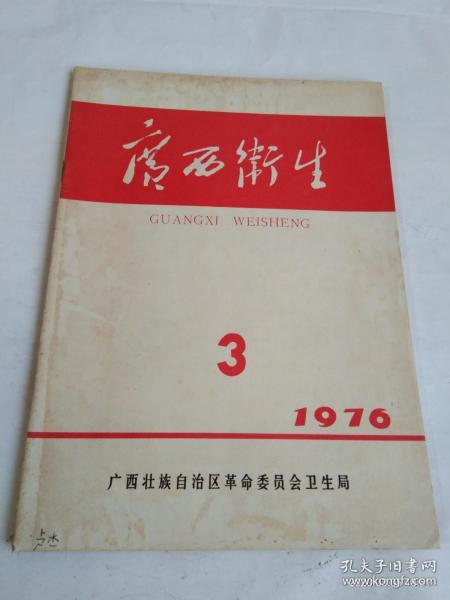 廣西衛生
GUANGXI WEISHENG
3
1976
广西壮族自治区革命委员会卫生局
孔夫子旧书网
kongfz.com